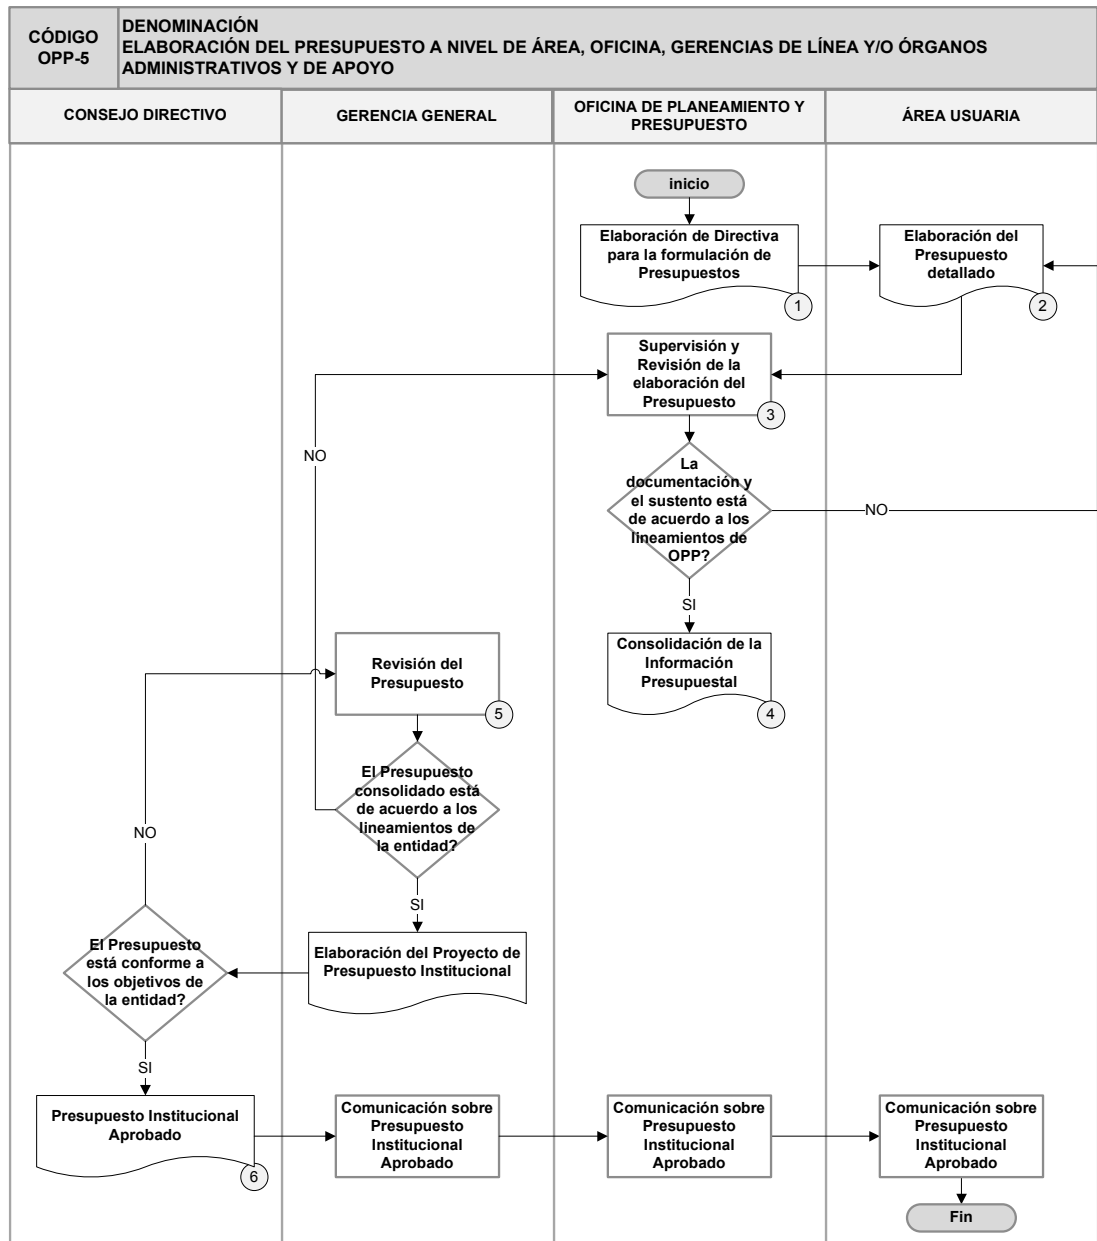 CÓDIGO
OPP-5
DENOMINACIÓN
ELABORACIÓN DEL PRESUPUESTO A NIVEL DE ÁREA, OFICINA, GERENCIAS DE LÍNEA Y/O ÓRGANOS
ADMINISTRATIVOS Y DE APOYO
CONSEJO DIRECTIVO
GERENCIA GENERAL
OFICINA DE PLANEAMIENTO Y
PRESUPUESTO
ÁREA USUARIA
inicio
Elaboración de Directiva
para la formulación de
Presupuestos
1
Elaboración del
Presupuesto
detallado
2
Supervisión y
Revisión de la
elaboración del
Presupuesto
3
NO
La
documentación y
el sustento está
de acuerdo a los
lineamientos de
OPP?
NO
SI
Consolidación de la
Información
Presupuestal
4
Revisión del
Presupuesto
5
El Presupuesto
consolidado está
de acuerdo a los
lineamientos de
la entidad?
NO
SI
Elaboración del Proyecto de
Presupuesto Institucional
El Presupuesto
está conforme a
los objetivos de
la entidad?
SI
Presupuesto Institucional
Aprobado
6
Comunicación sobre
Presupuesto
Institucional
Aprobado
Comunicación sobre
Presupuesto
Institucional
Aprobado
Comunicación sobre
Presupuesto
Institucional
Aprobado
Fin